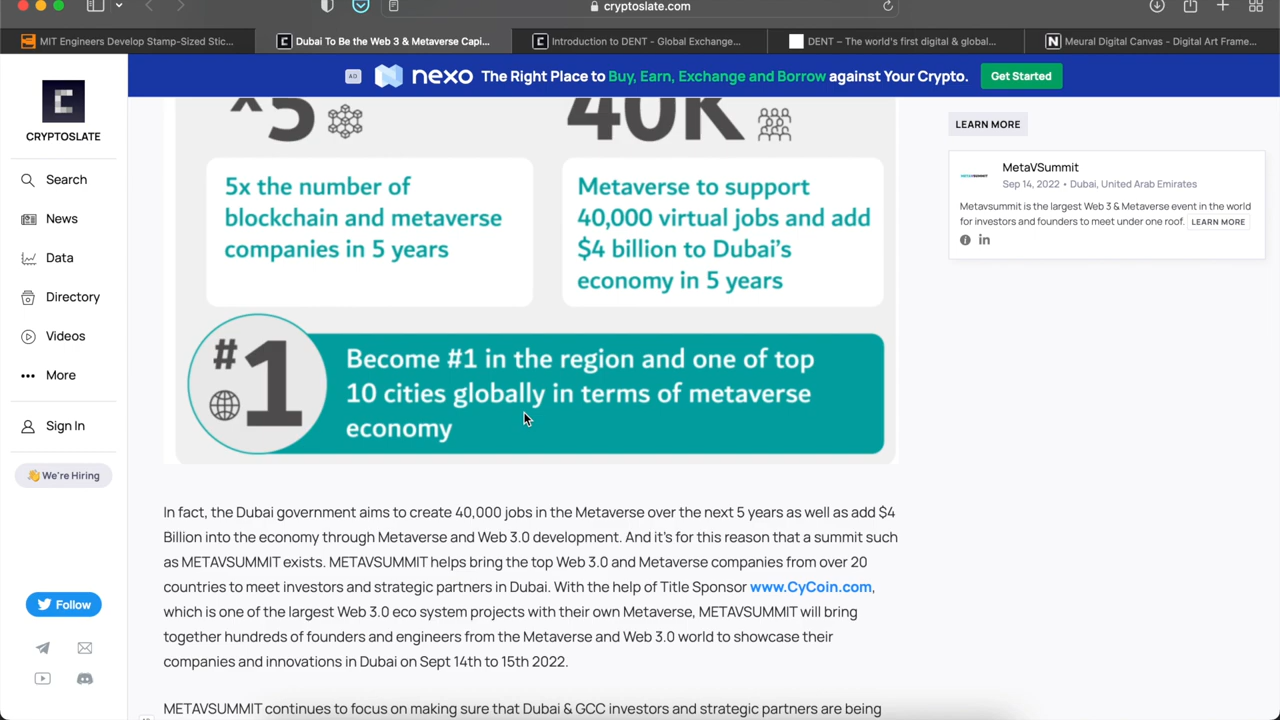 cryptoslate.com
MIT Engineers Develop Stamp-Sized Stic...
Dubai To Be the Web 3 & Metaverse Capi...
Introduction to DENT - Global Exchange...
DENT – The world's first digital & global...
Meural Digital Canvas - Digital Art Frame...
AD
nexo
The Right Place to Buy, Earn, Exchange and Borrow against Your Crypto.
Get Started
CRYPTOSLATE
Search
News
Data
Directory
Videos
More
Sign In
We're Hiring
Follow
x5
40K
5x the number of
blockchain and metaverse
companies in 5 years
Metaverse to support
40,000 virtual jobs and add
$4 billion to Dubai's
economy in 5 years
#1
Become #1 in the region and one of top
10 cities globally in terms of metaverse
economy
In fact, the Dubai government aims to create 40,000 jobs in the Metaverse over the next 5 years as well as add $4
Billion into the economy through Metaverse and Web 3.0 development. And it's for this reason that a summit such
as METAVSUMMIT exists. METAVSUMMIT helps bring the top Web 3.0 and Metaverse companies from over 20
countries to meet investors and strategic partners in Dubai. With the help of Title Sponsor www.CyCoin.com,
which is one of the largest Web 3.0 eco system projects with their own Metaverse, METAVSUMMIT will bring
together hundreds of founders and engineers from the Metaverse and Web 3.0 world to showcase their
companies and innovations in Dubai on Sept 14th to 15th 2022.
METAVSUMMIT continues to focus on making sure that Dubai & GCC investors and strategic partners are being
LEARN MORE
METAVSUMMIT
MetaVSummit
Sep 14, 2022 • Dubai, United Arab Emirates
Metavsummit is the largest Web 3 & Metaverse event in the world
for investors and founders to meet under one roof. LEARN MORE